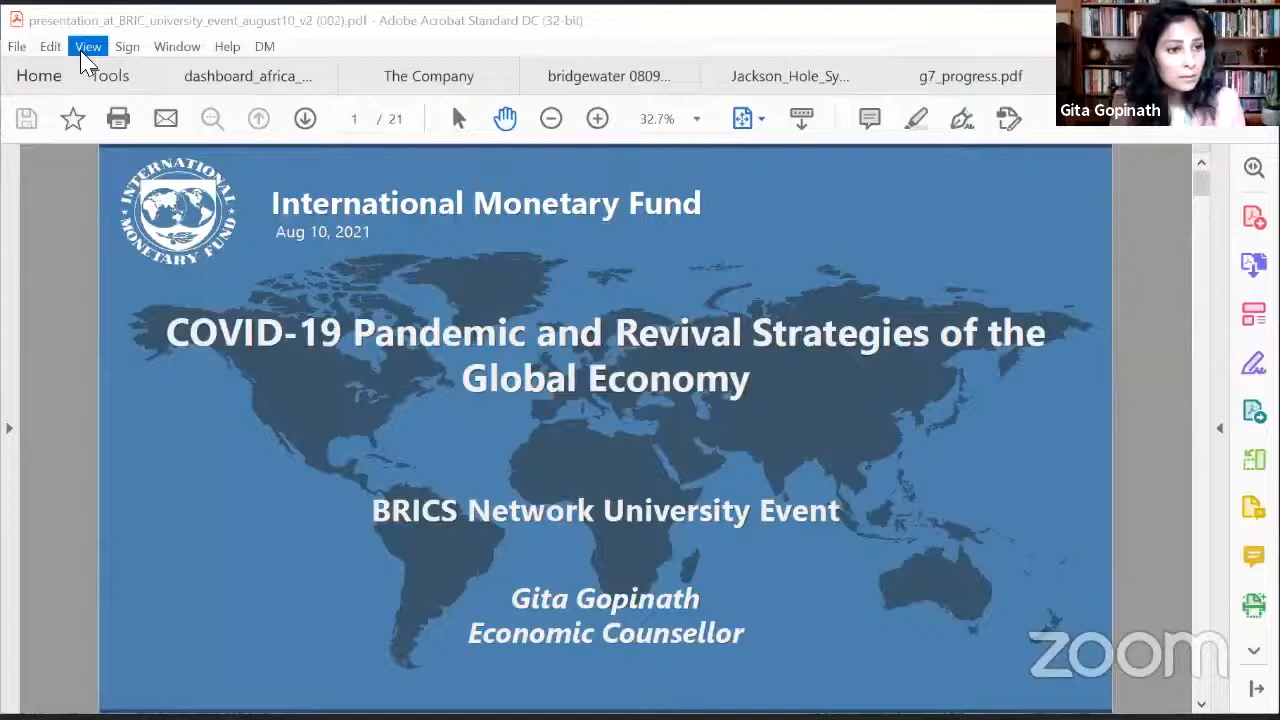 presentation_at_BRIC_university_event_august10_v2 (002).pdf - Adobe Acrobat Standard DC (32-bit)
File Edit View Sign Window Help DM
Home Tools dashboard_africa_... The Company bridgewater 0809... Jackson_Hole_Sy... g7_progress.pdf
Gita Gopinath
1 / 21 32.7%
INTERNATIONAL MONETARY FUND
International Monetary Fund
Aug 10, 2021
COVID-19 Pandemic and Revival Strategies of the
Global Economy
BRICS Network University Event
Gita Gopinath
Economic Counsellor
zoom